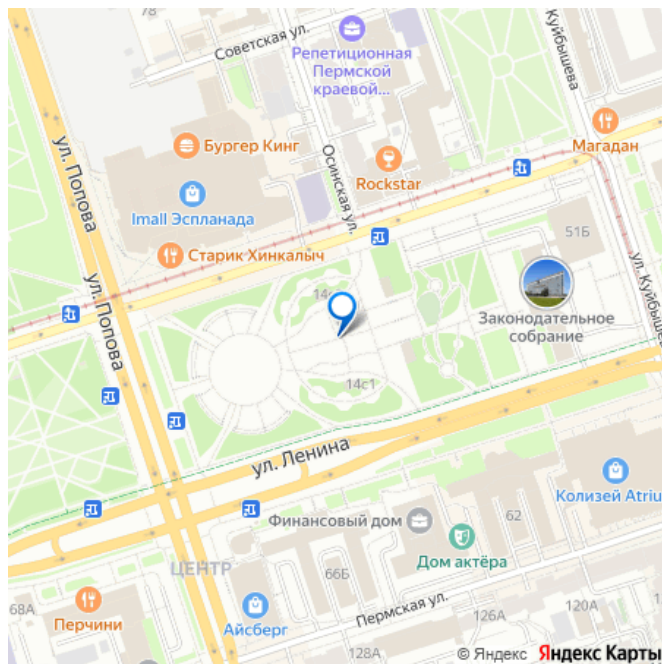 78
Советская ул.
Репетиционная
Пермской
краевой...
Куйбышева
ул. Попова
Бургер Кинг
Осинская ул.
Магадан
Rockstar
Imall Эспланада
51Б
Старик Хинкалыч
ул. Куйбышева
ул. Попова
14с
Законодательное
собрание
14с1
ул. Ленина
Колизей Atriu
Финансовый дом
62
Дом актёра
ЦЕНТР
66Б
68А
Перчини
Айсберг
Пермская ул.
126А
120А
128А
© Яндекс Яндекс Карты